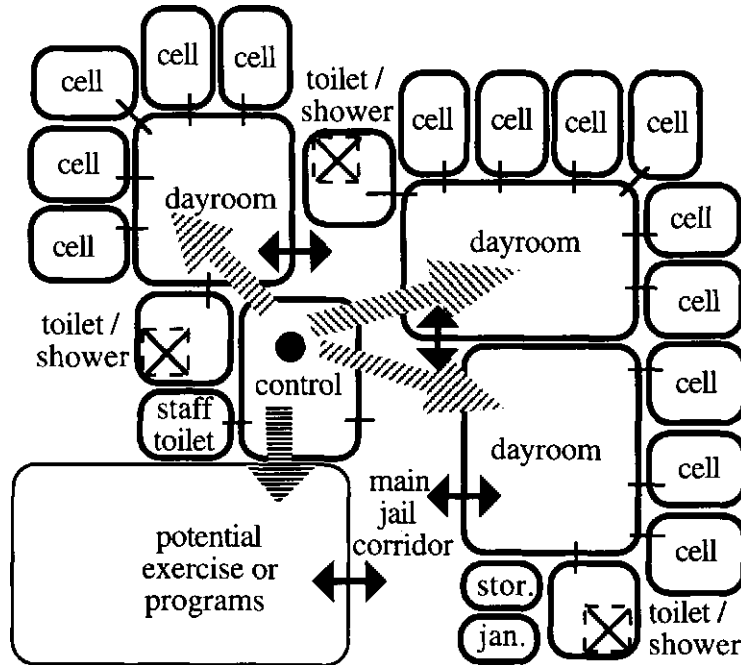 cell
cell
cell
toilet /
shower
cell
cell
cell
cell
cell
dayroom
cell
cell
dayroom
cell
cell
toilet /
shower
control
cell
staff
toilet
dayroom
main
jail
corridor
cell
potential
exercise or
programs
cell
stor.
jan.
toilet /
shower